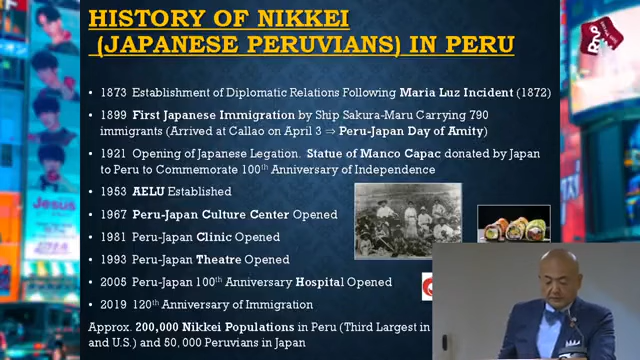 HISTORY OF NIKKEI
(JAPANESE PERUVIANS) IN PERU
• 1873 Establishment of Diplomatic Relations Following Maria Luz Incident (1872)
• 1899 First Japanese Immigration by Ship Sakura-Maru Carrying 790
immigrants (Arrived at Callao on April 3 ⇒ Peru-Japan Day of Amity)
• 1921 Opening of Japanese Legation. Statue of Manco Capac donated by Japan
to Peru to Commemorate 100th Anniversary of Independence
• 1953 AELU Established
• 1967 Peru-Japan Culture Center Opened
• 1981 Peru-Japan Clinic Opened
• 1993 Peru-Japan Theatre Opened
• 2005 Peru-Japan 100th Anniversary Hospital Opened
• 2019 120th Anniversary of Immigration
Approx. 200,000 Nikkei Populations in Peru (Third Largest in
and U.S.) and 50,000 Peruvians in Japan
Jesus